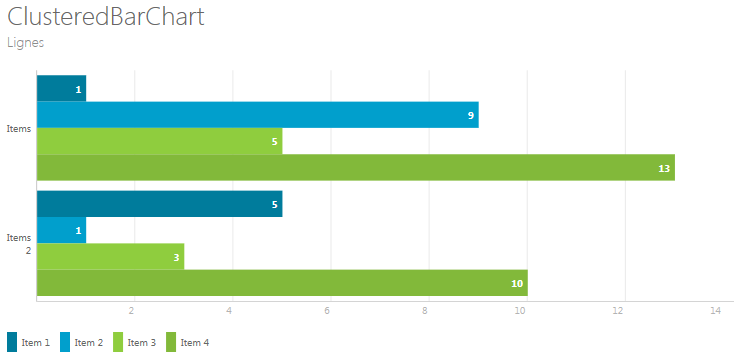 ClusteredBarChart
Lignes
Items
1
9
5
13
Items
2
5
1
3
10
2 4 6 8 10 12 14
Item 1 Item 2 Item 3 Item 4